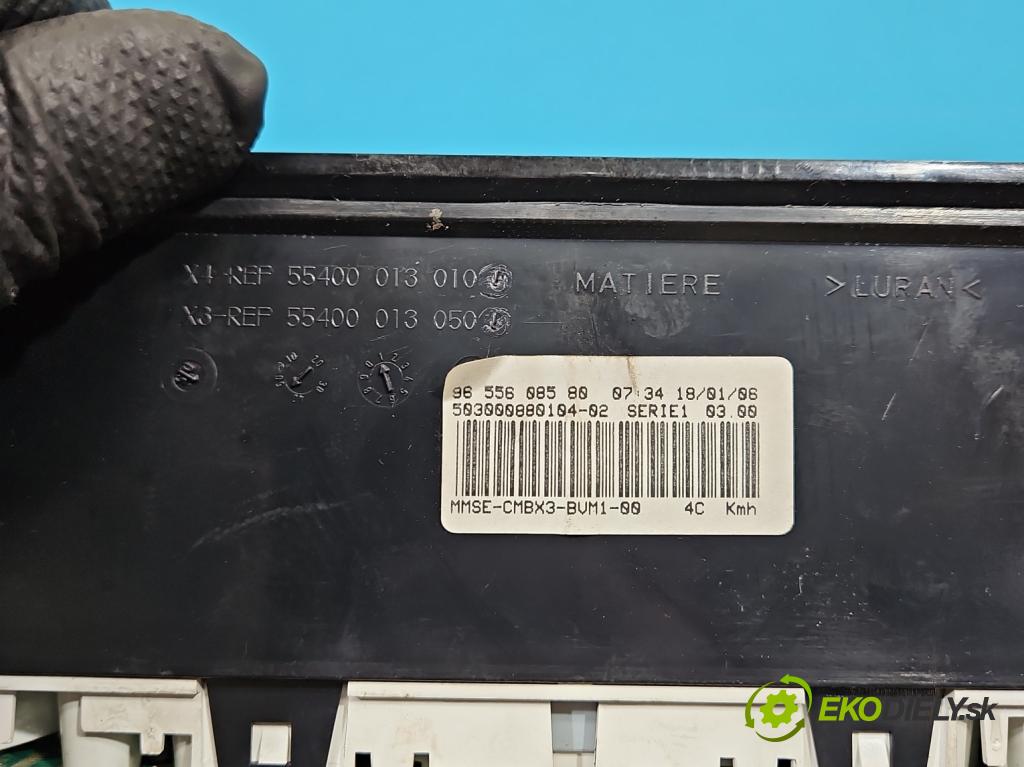 X4-REF 55400 013 010 MATIERE >LURAN<
X3-REF 55400 013 050
96 556 085 80 07:34 18/01/06
503000880104-02 SERIE1 03.00
MMSE-CMBX3-BVM1-00 4C Kmh
EKODIELY.sk